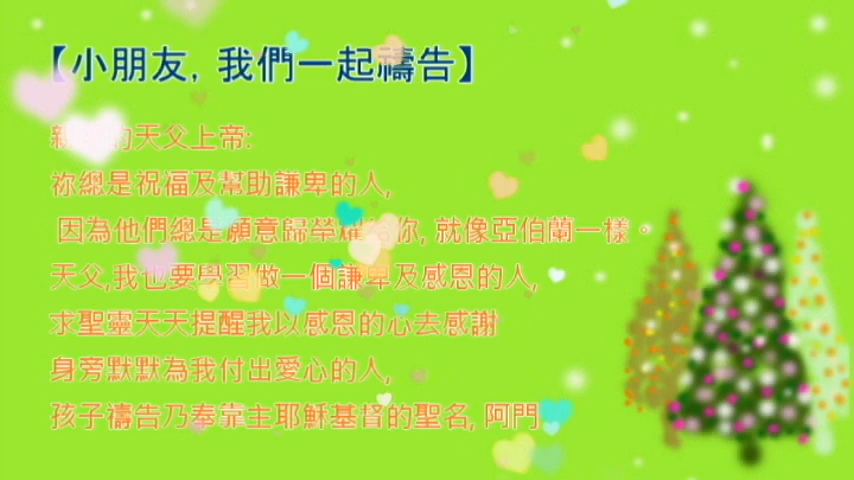 【小朋友, 我們一起禱告】
親愛的天父上帝:
祢總是祝福及幫助謙卑的人,
因為他們總是願意歸榮耀給你, 就像亞伯蘭一樣。
天父,我也要學習做一個謙卑及感恩的人,
求聖靈天天提醒我以感恩的心去感謝
身旁默默為我付出愛心的人,
孩子禱告乃奉靠主耶穌基督的聖名, 阿門